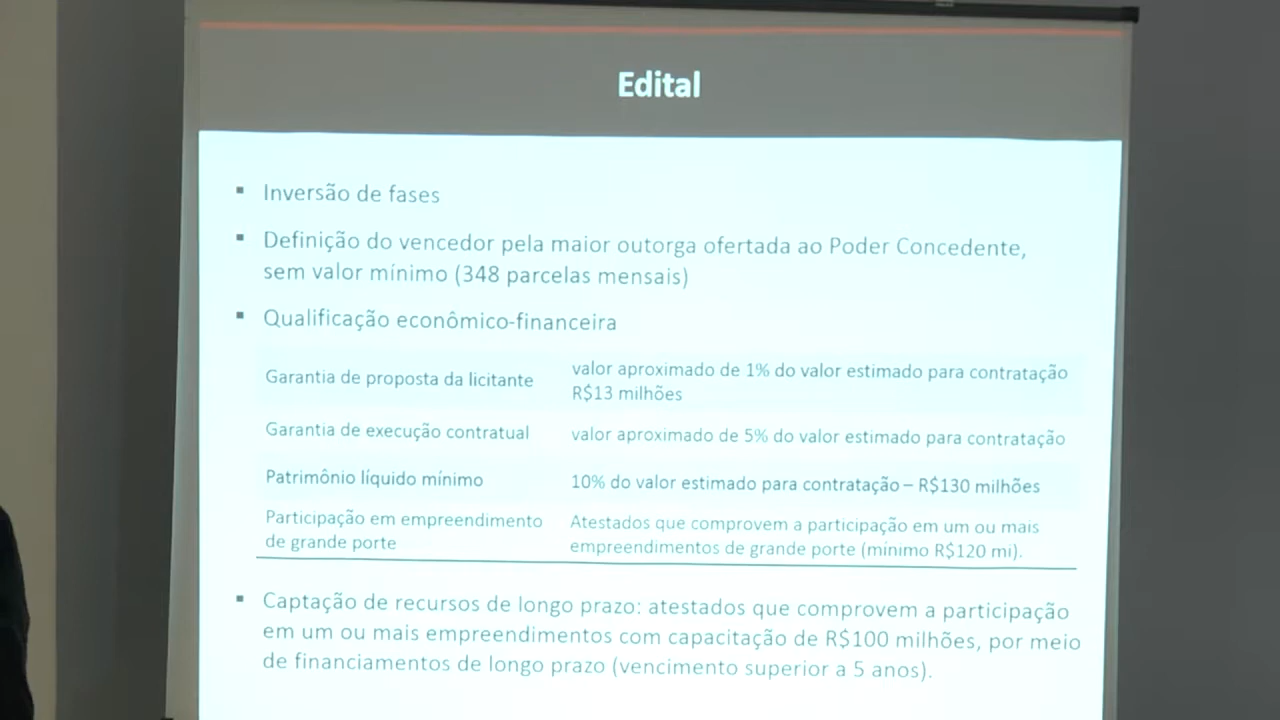 Edital
▪ Inversão de fases
▪ Definição do vencedor pela maior outorga ofertada ao Poder Concedente,
sem valor mínimo (348 parcelas mensais)
▪ Qualificação econômico-financeira
Garantia de proposta da licitante
valor aproximado de 1% do valor estimado para contratação
R$13 milhões
Garantia de execução contratual
valor aproximado de 5% do valor estimado para contratação
Patrimônio líquido mínimo
10% do valor estimado para contratação – R$130 milhões
Participação em empreendimento
de grande porte
Atestados que comprovem a participação em um ou mais
empreendimentos de grande porte (mínimo R$120 mi).
▪ Captação de recursos de longo prazo: atestados que comprovem a participação
em um ou mais empreendimentos com capacitação de R$100 milhões, por meio
de financiamentos de longo prazo (vencimento superior a 5 anos).